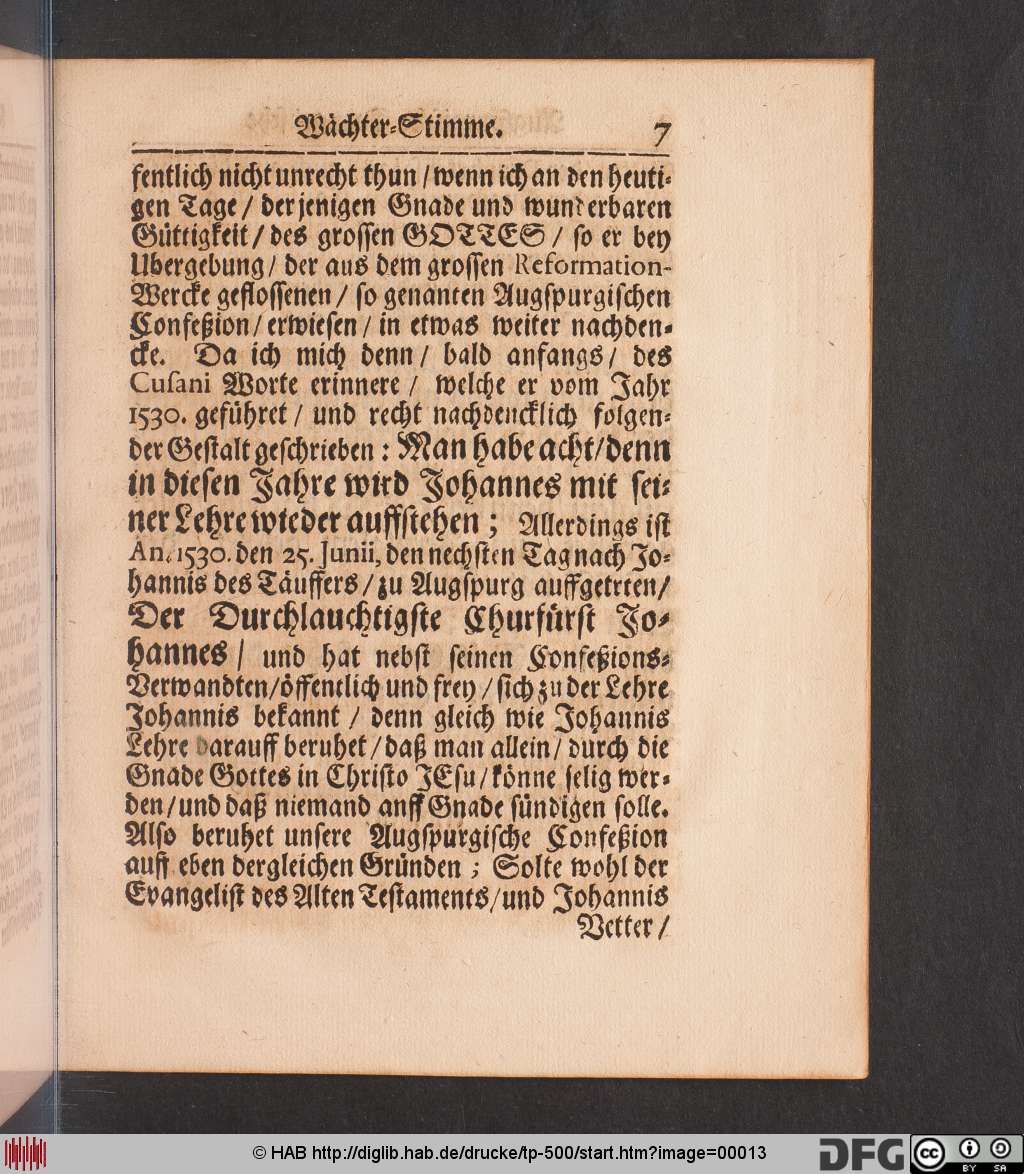 Wächter-Stimme. 7
fentlich nicht unrecht thun / wenn ich an den heuti-
gen Tage / derjenigen Gnade und wunderbaren
Güttigkeit / des grossen GOTTES / so er bey
Ubergebung / der aus dem grossen Reformation-
Wercke geflossenen / so genanten Augspurgischen
Confeßion / erwiesen / in etwas weiter nachden-
cke. Da ich mich denn / bald anfangs / des
Cusani Worte erinnere / welche er vom Jahr
1530. geführet / und recht nachdencklich folgen-
der Gestalt geschrieben : Man habe acht / denn
in diesen Jahre wird Johannes mit sei-
ner Lehre wieder auffstehen ; Allerdings ist
An. 1530. den 25. Junii, den nechsten Tag nach Jo-
hannis des Täuffers / zu Augspurg auffgetrten /
Der Durchlauchtigste Churfürst Jo-
hannes / und hat nebst seinen Confeßions-
Verwandten / öffentlich und frey / sich zu der Lehre
Johannis bekannt / denn gleich wie Johannis
Lehre darauff beruhet / daß man allein / durch die
Gnade Gottes in Christo JEsu / könne selig wer-
den / und daß niemand anff Gnade sündigen solle.
Also beruhet unsere Augspurgische Confeßion
auff eben dergleichen Gründen ; Solte wohl der
Evangelist des Alten Testaments / und Johannis
Vetter /
© HAB http://diglib.hab.de/drucke/tp-500/start.htm?image=00013
DFG cc BY SA